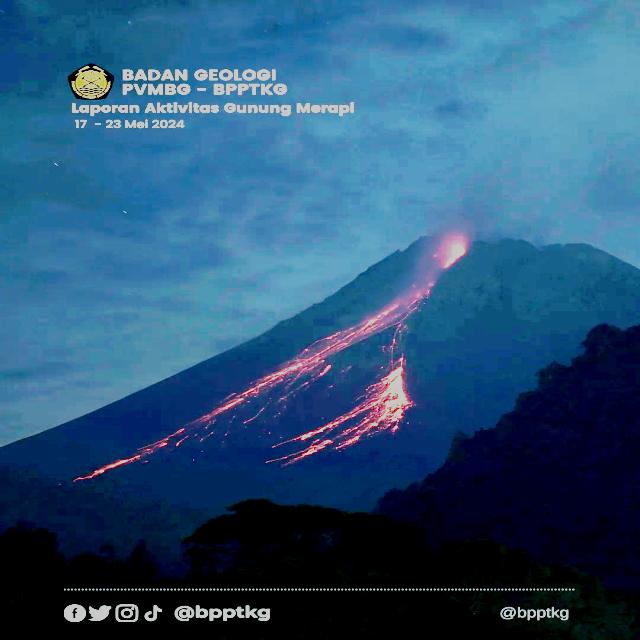 BADAN GEOLOGI
PVMBG - BPPTKG
Laporan Aktivitas Gunung Merapi
17 - 23 Mei 2024
@bpptkg
@bpptkg